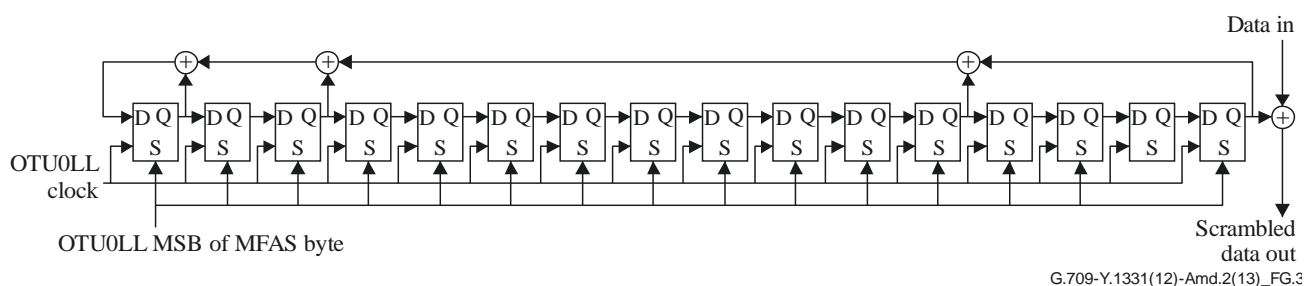 Data in
+ + + +
D Q D Q D Q D Q D Q D Q D Q D Q D Q D Q D Q D Q D Q D Q D Q D Q
S S S S S S S S S S S S S S S S
OTU0LL
clock
OTU0LL MSB of MFAS byte
Scrambled
data out
G.709-Y.1331(12)-Amd.2(13)_FG.3